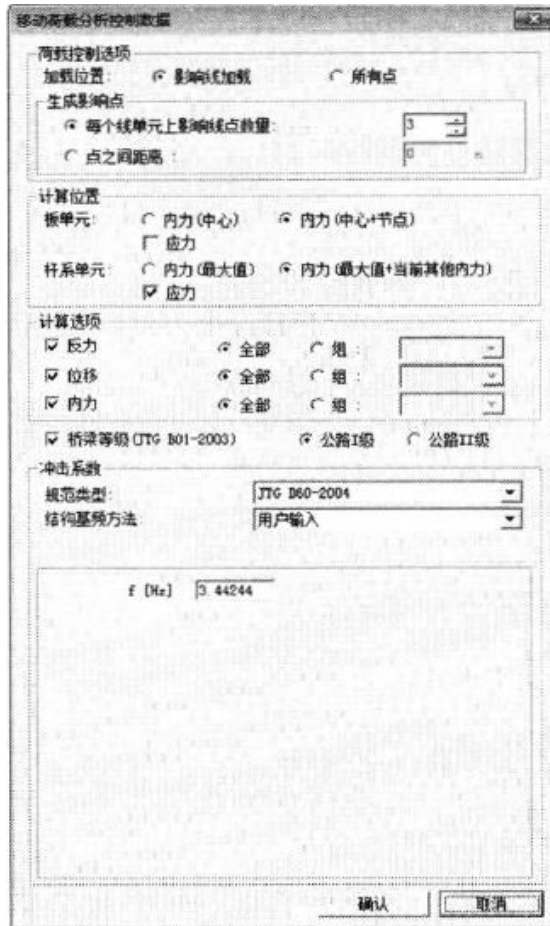 移动荷载分析控制数据
荷载控制选项
加载位置: 影响线加载 所有点
生成影响点
每个线单元上影响线点数量: 3
点之间距离 : 0
计算位置
板单元: 内力(中心) 内力(中心+节点)
应力
杆系单元: 内力(最大值) 内力(最大值+当前其他内力)
应力
计算选项
反力 全部 组 :
位移 全部 组 :
内力 全部 组 :
桥梁等级(JTG B01-2003) 公路I级 公路II级
冲击系数
规范类型: JTG D60-2004
结构基频方法: 用户输入
f [Hz] 3.44244
确认 取消